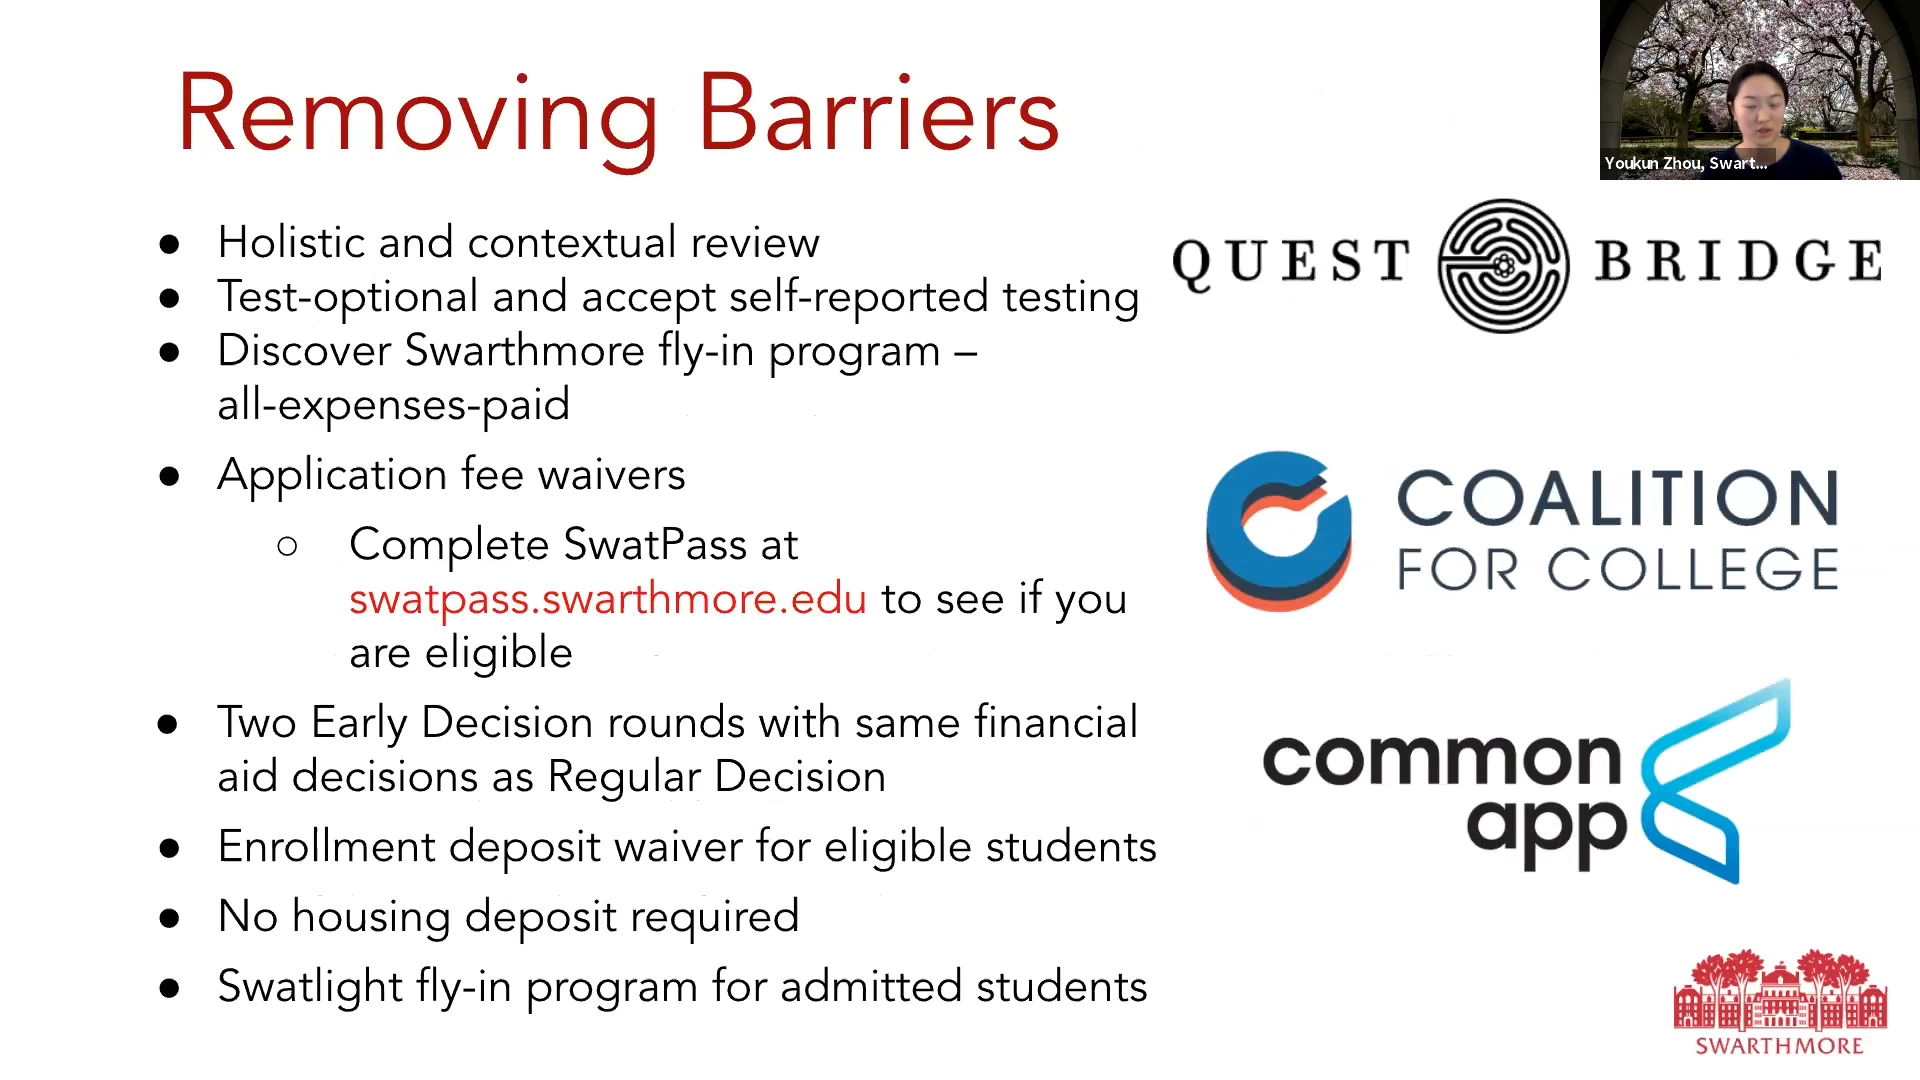 Removing Barriers
Youkun Zhou, Swart...
● Holistic and contextual review
● Test-optional and accept self-reported testing
● Discover Swarthmore fly-in program –
all-expenses-paid
● Application fee waivers
○ Complete SwatPass at
swatpass.swarthmore.edu to see if you
are eligible
● Two Early Decision rounds with same financial
aid decisions as Regular Decision
● Enrollment deposit waiver for eligible students
● No housing deposit required
● Swatlight fly-in program for admitted students
QUEST BRIDGE
COALITION
FOR COLLEGE
common
app
SWARTHMORE